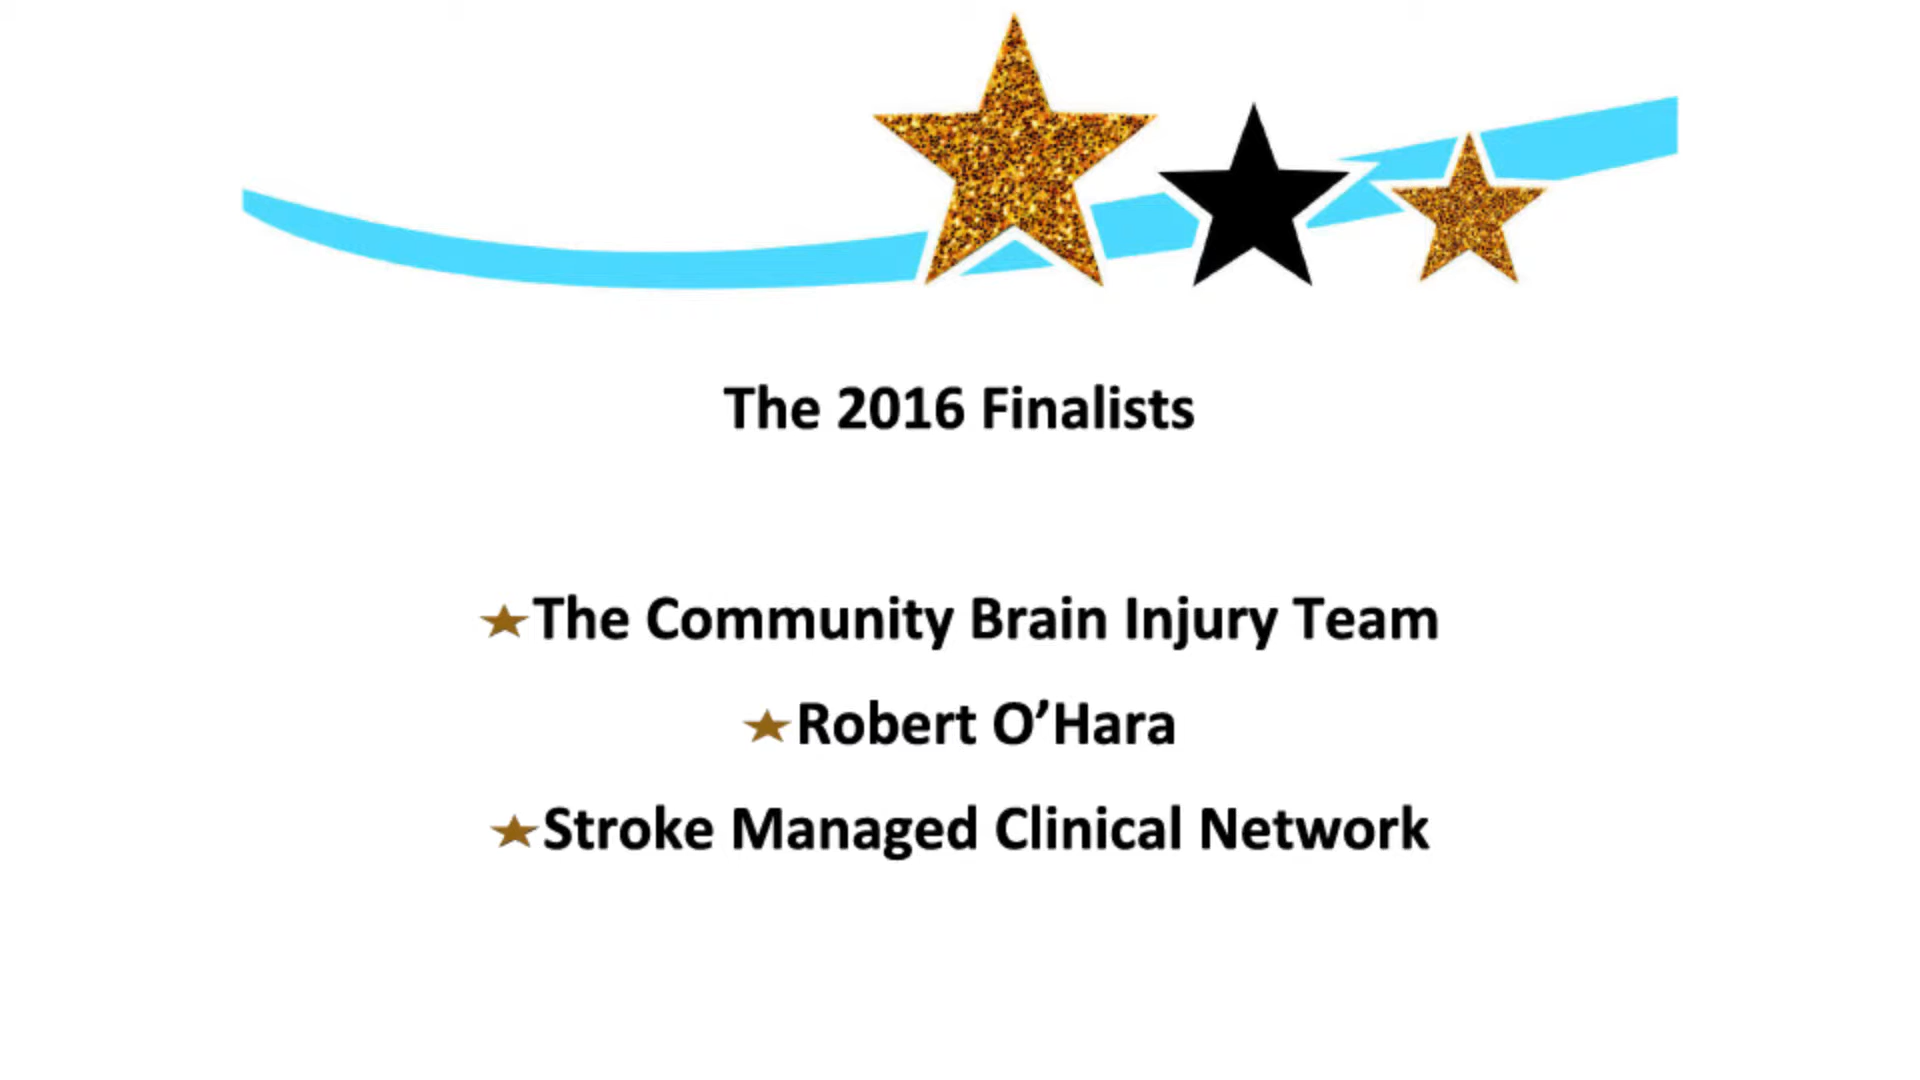 The 2016 Finalists
The Community Brain Injury Team
Robert O’Hara
Stroke Managed Clinical Network